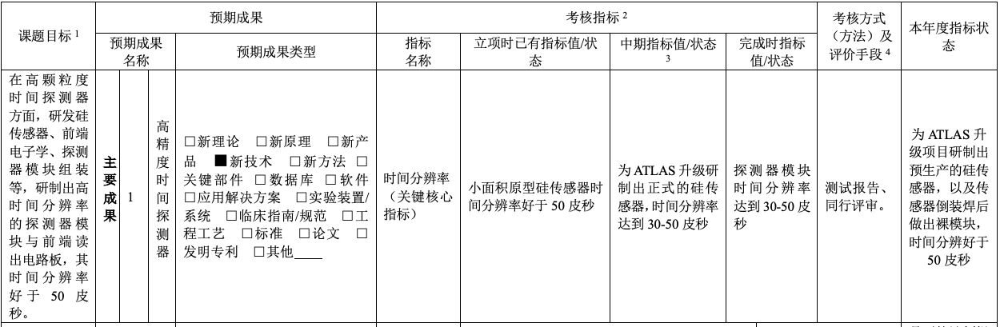 课题目标 1
预期成果
考核指标 2
考核方式
（方法）及
评价手段 4
本年度指标状
态
预期成果
名称
预期成果类型
指标
名称
立项时已有指标值/状
态
中期指标值/状态
3
完成时指标
值/状态
在高颗粒度
时间探测器
方面，研发硅
传感器、前端
电子学、探测
器模块组装
等，研制出高
时间分辨率
的探测器模
块与前端读
出电路板，其
时间分辨率
好于 50 皮
秒。
主
要
成
果
1
高
精
度
时
间
探
测
器
□新理论 □新原理 □新产
品 ■新技术 □新方法 □
关键部件 □数据库 □软件
□应用解决方案 □实验装置/
系统 □临床指南/规范 □工
程工艺 □标准 □论文 □
发明专利 □其他____
时间分辨率
（关键核心
指标）
小面积原型硅传感器时
间分辨率好于 50 皮秒
为 ATLAS 升级研
制出正式的硅传
感器，时间分辨率
达到 30-50 皮秒
探测器模块
时间分辨率
达到 30-50 皮
秒
测试报告、
同行评审。
为 ATLAS 升
级项目研制出
预生产的硅传
感器，以及传
感器倒装焊后
做出裸模块，
时间分辨好于
50 皮秒